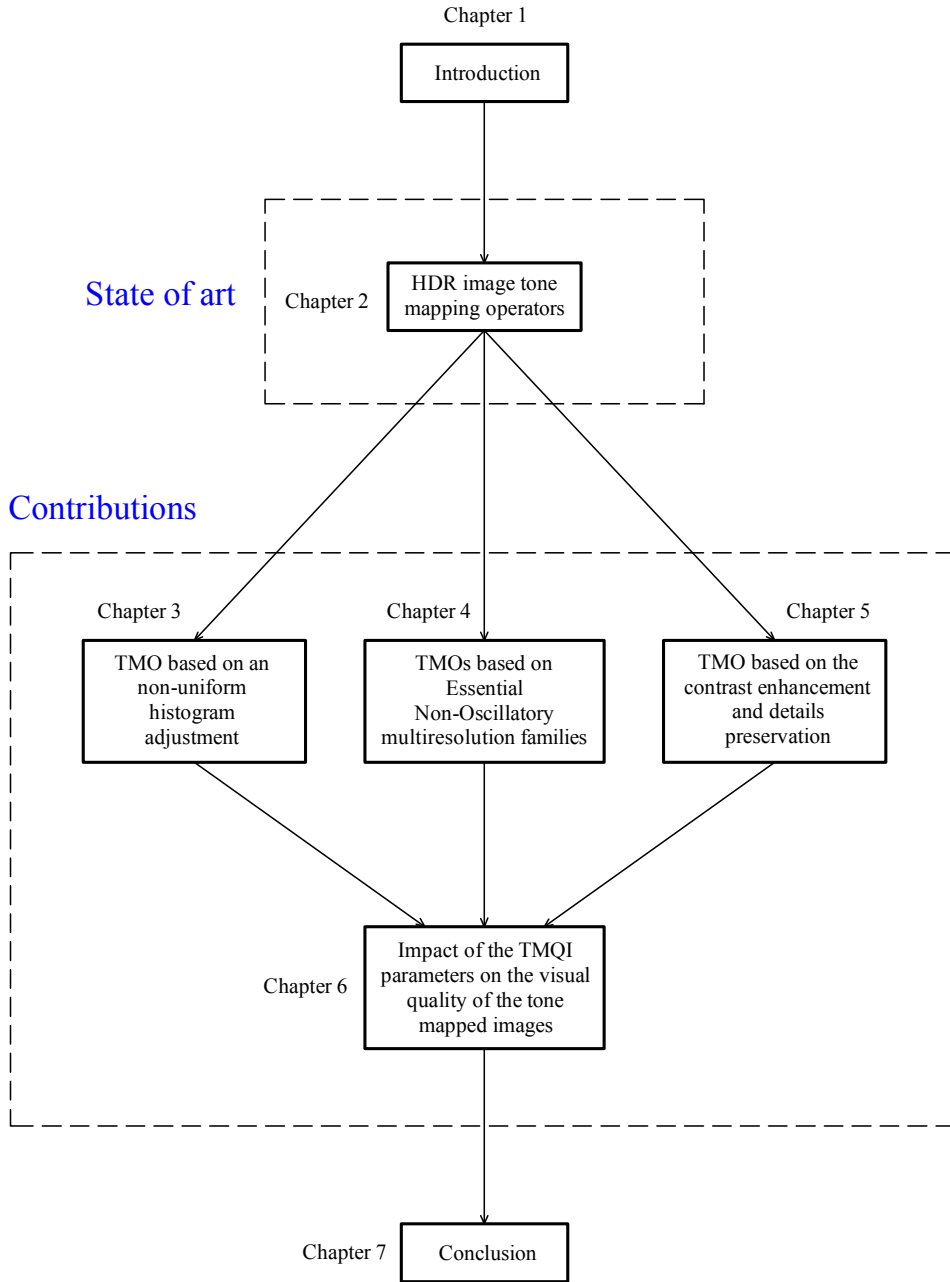 Chapter 1
Introduction
State of art
Chapter 2
HDR image tone
mapping operators
Contributions
Chapter 3
TMO based on an
non-uniform
histogram
adjustment
Chapter 4
TMOs based on
Essential
Non-Oscillatory
multiresolution families
Chapter 5
TMO based on the
contrast enhancement
and details
preservation
Chapter 6
Impact of the TMQI
parameters on the visual
quality of the tone
mapped images
Chapter 7
Conclusion